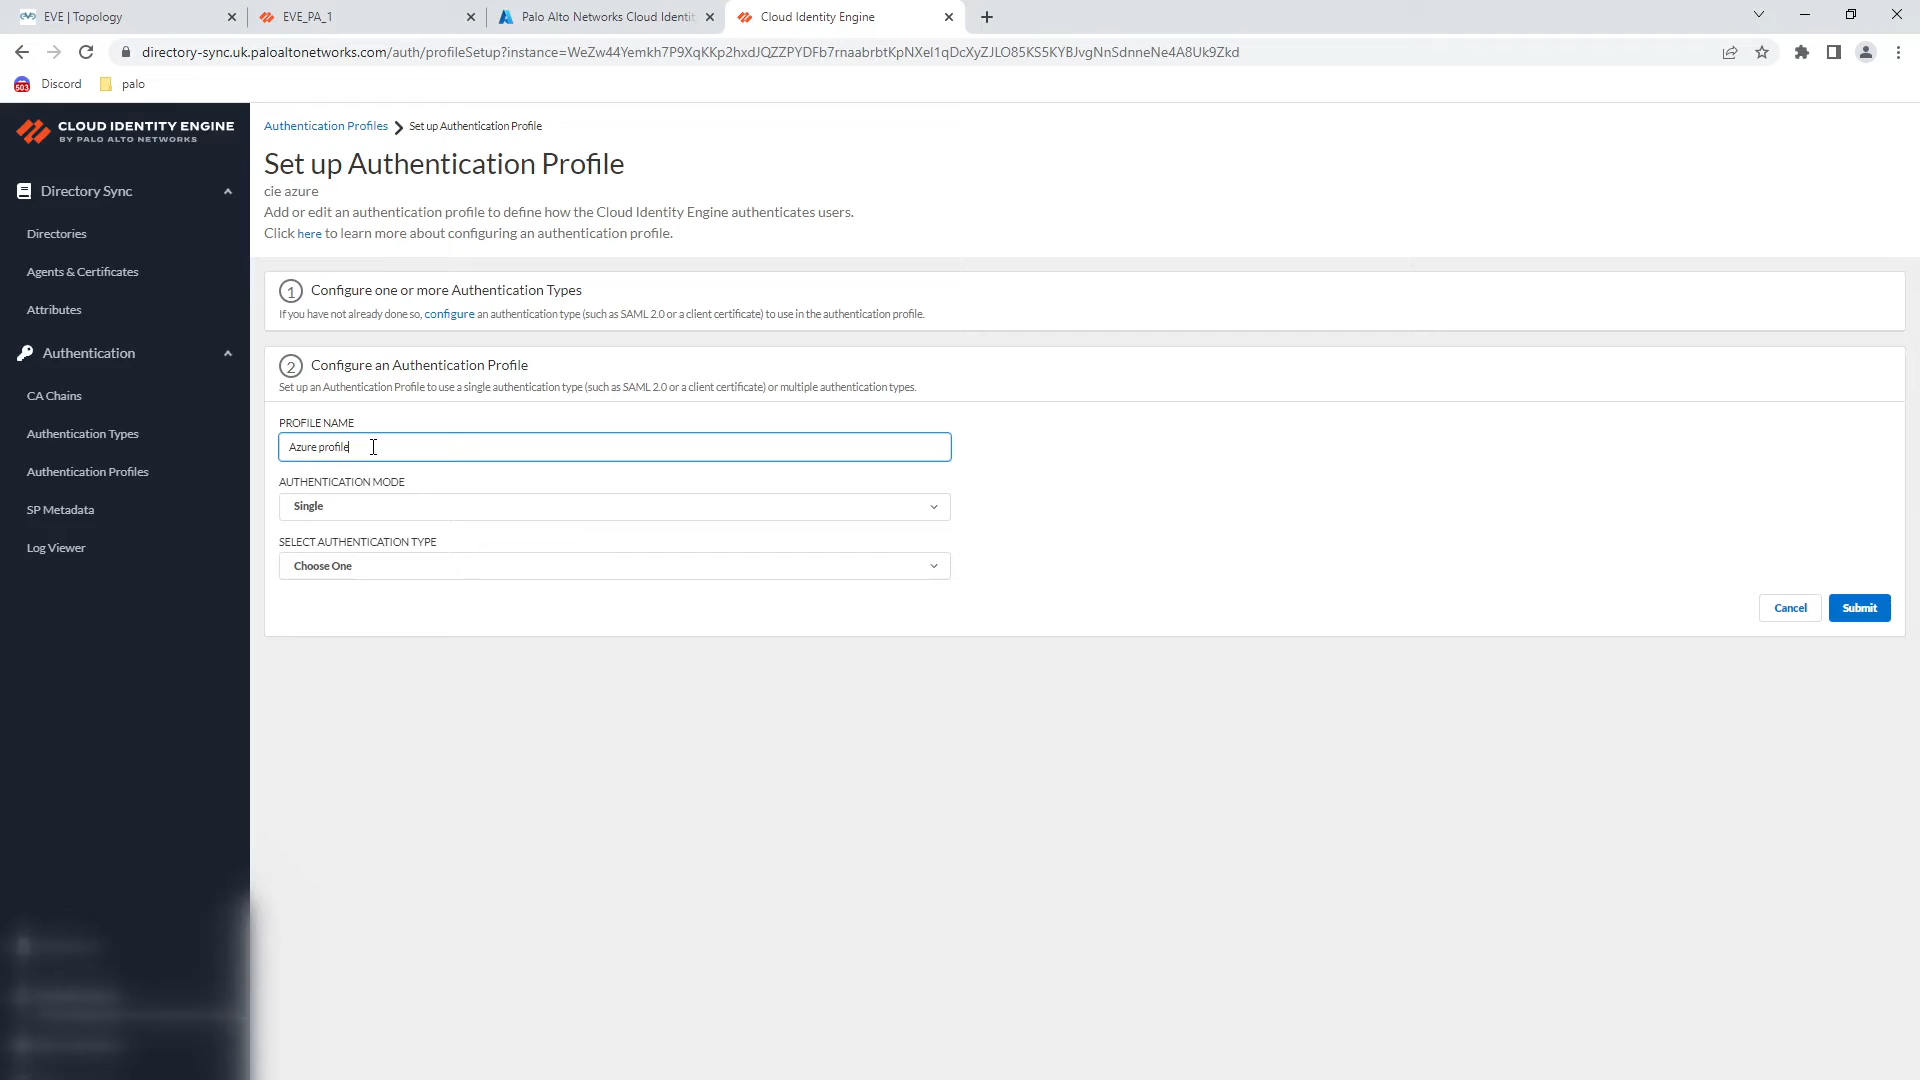 EVE | Topology
EVE_PA_1
Palo Alto Networks Cloud Identit
Cloud Identity Engine
directory-sync.uk.paloaltonetworks.com/auth/profileSetup?instance=WeZw44Yemkh7P9XqKKp2hxdJQZZPYDFb7rnaabrbtKpNXeI1qDcXyZJLO85KS5KYBJvgNnSdnneNe4A8Uk9Zkd
503
Discord
palo
CLOUD IDENTITY ENGINE
BY PALO ALTO NETWORKS
Directory Sync
Directories
Agents & Certificates
Attributes
Authentication
CA Chains
Authentication Types
Authentication Profiles
SP Metadata
Log Viewer
Authentication Profiles
Set up Authentication Profile
Set up Authentication Profile
cie azure
Add or edit an authentication profile to define how the Cloud Identity Engine authenticates users.
Click here to learn more about configuring an authentication profile.
1 Configure one or more Authentication Types
If you have not already done so, configure an authentication type (such as SAML 2.0 or a client certificate) to use in the authentication profile.
2 Configure an Authentication Profile
Set up an Authentication Profile to use a single authentication type (such as SAML 2.0 or a client certificate) or multiple authentication types.
PROFILE NAME
Azure profile
AUTHENTICATION MODE
Single
SELECT AUTHENTICATION TYPE
Choose One
Cancel
Submit